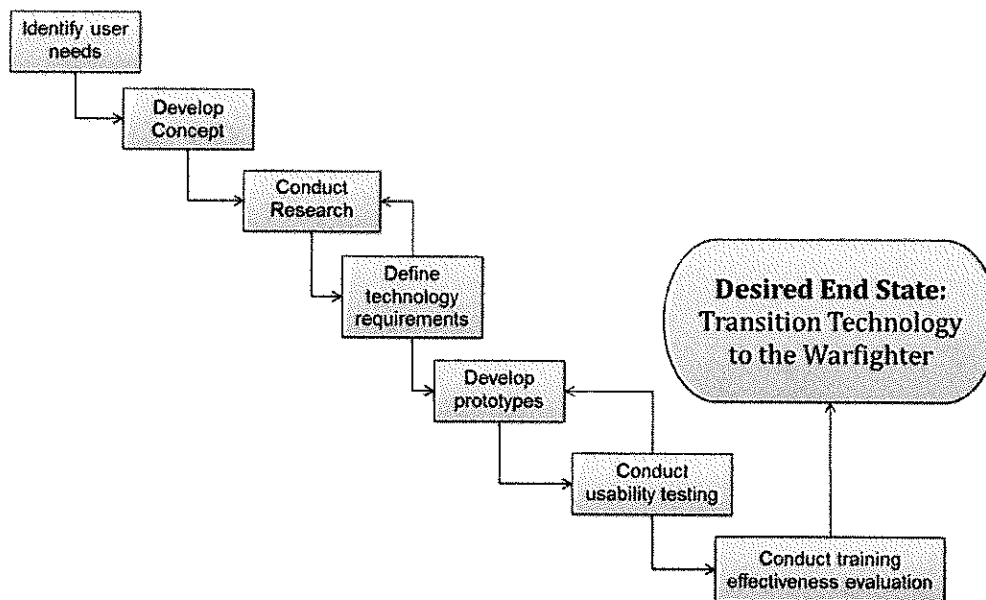 Identify user
needs
Develop
Concept
Conduct
Research
Define
technology
requirements
Desired End State:
Transition Technology
to the Warfighter
Develop
prototypes
Conduct
usability testing
Conduct training
effectiveness evaluation